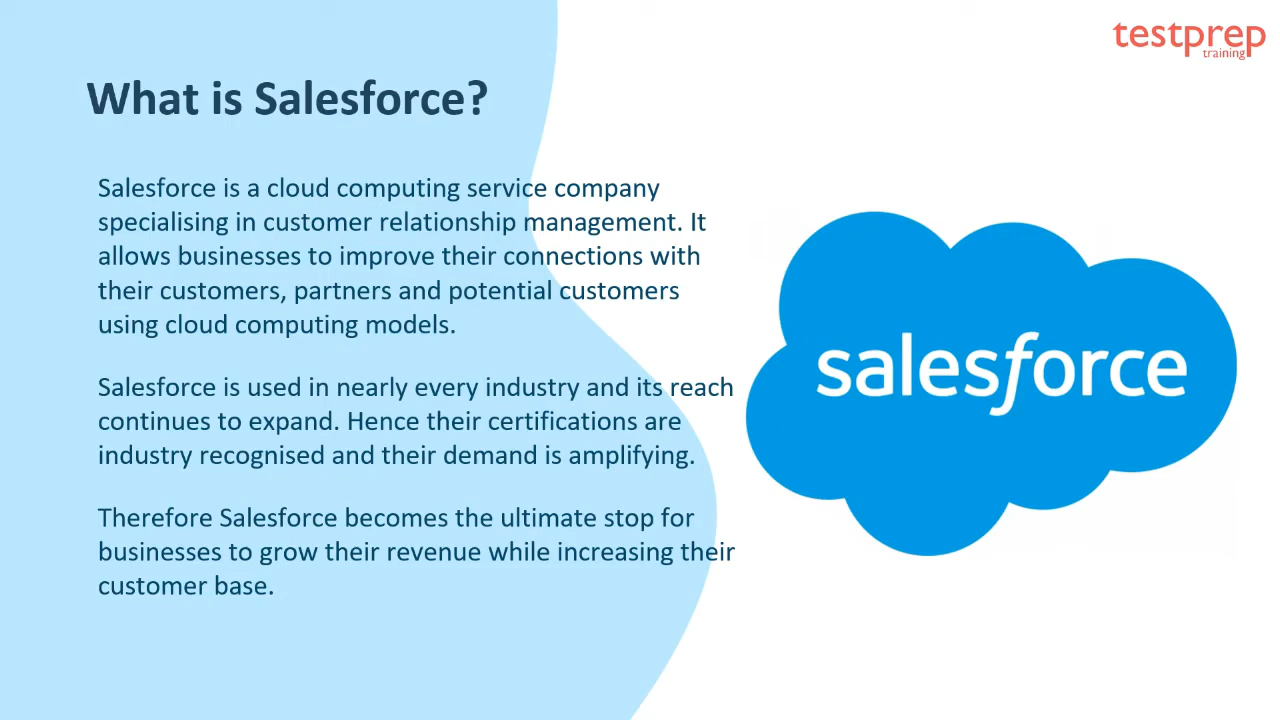 testprep
training
What is Salesforce?
Salesforce is a cloud computing service company
specialising in customer relationship management. It
allows businesses to improve their connections with
their customers, partners and potential customers
using cloud computing models.
Salesforce is used in nearly every industry and its reach
continues to expand. Hence their certifications are
industry recognised and their demand is amplifying.
Therefore Salesforce becomes the ultimate stop for
businesses to grow their revenue while increasing their
customer base.
salesforce